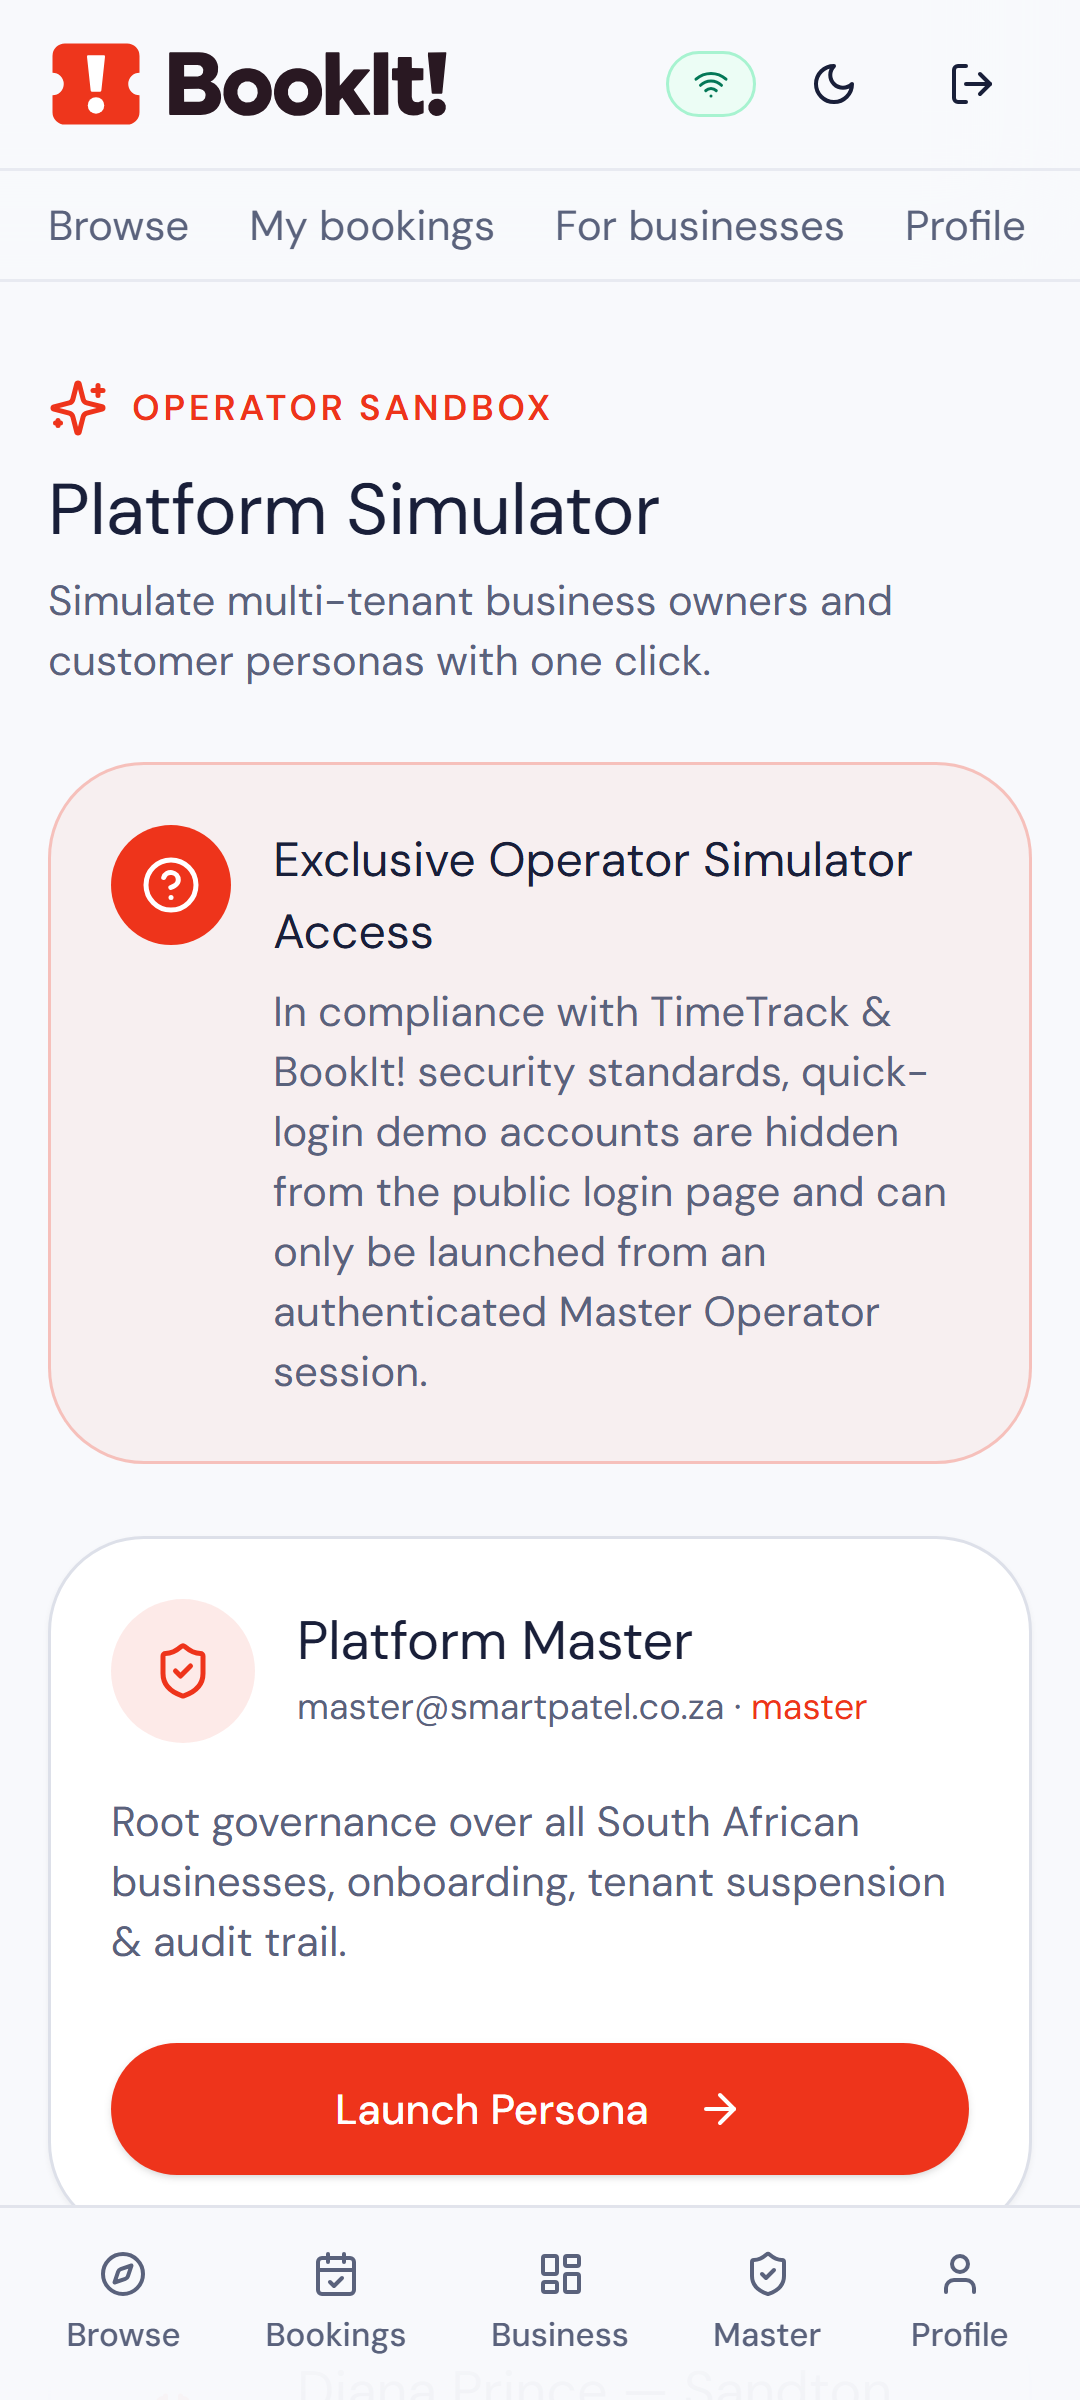 BookIt!
Browse My bookings For businesses Profile
OPERATOR SANDBOX
Platform Simulator
Simulate multi-tenant business owners and
customer personas with one click.
Exclusive Operator Simulator
Access
In compliance with TimeTrack &
BookIt! security standards, quick-
login demo accounts are hidden
from the public login page and can
only be launched from an
authenticated Master Operator
session.
Platform Master
master@smartpatel.co.za · master
Root governance over all South African
businesses, onboarding, tenant suspension
& audit trail.
Launch Persona
Browse Bookings Business Master Profile
Diana Prince — Sandton